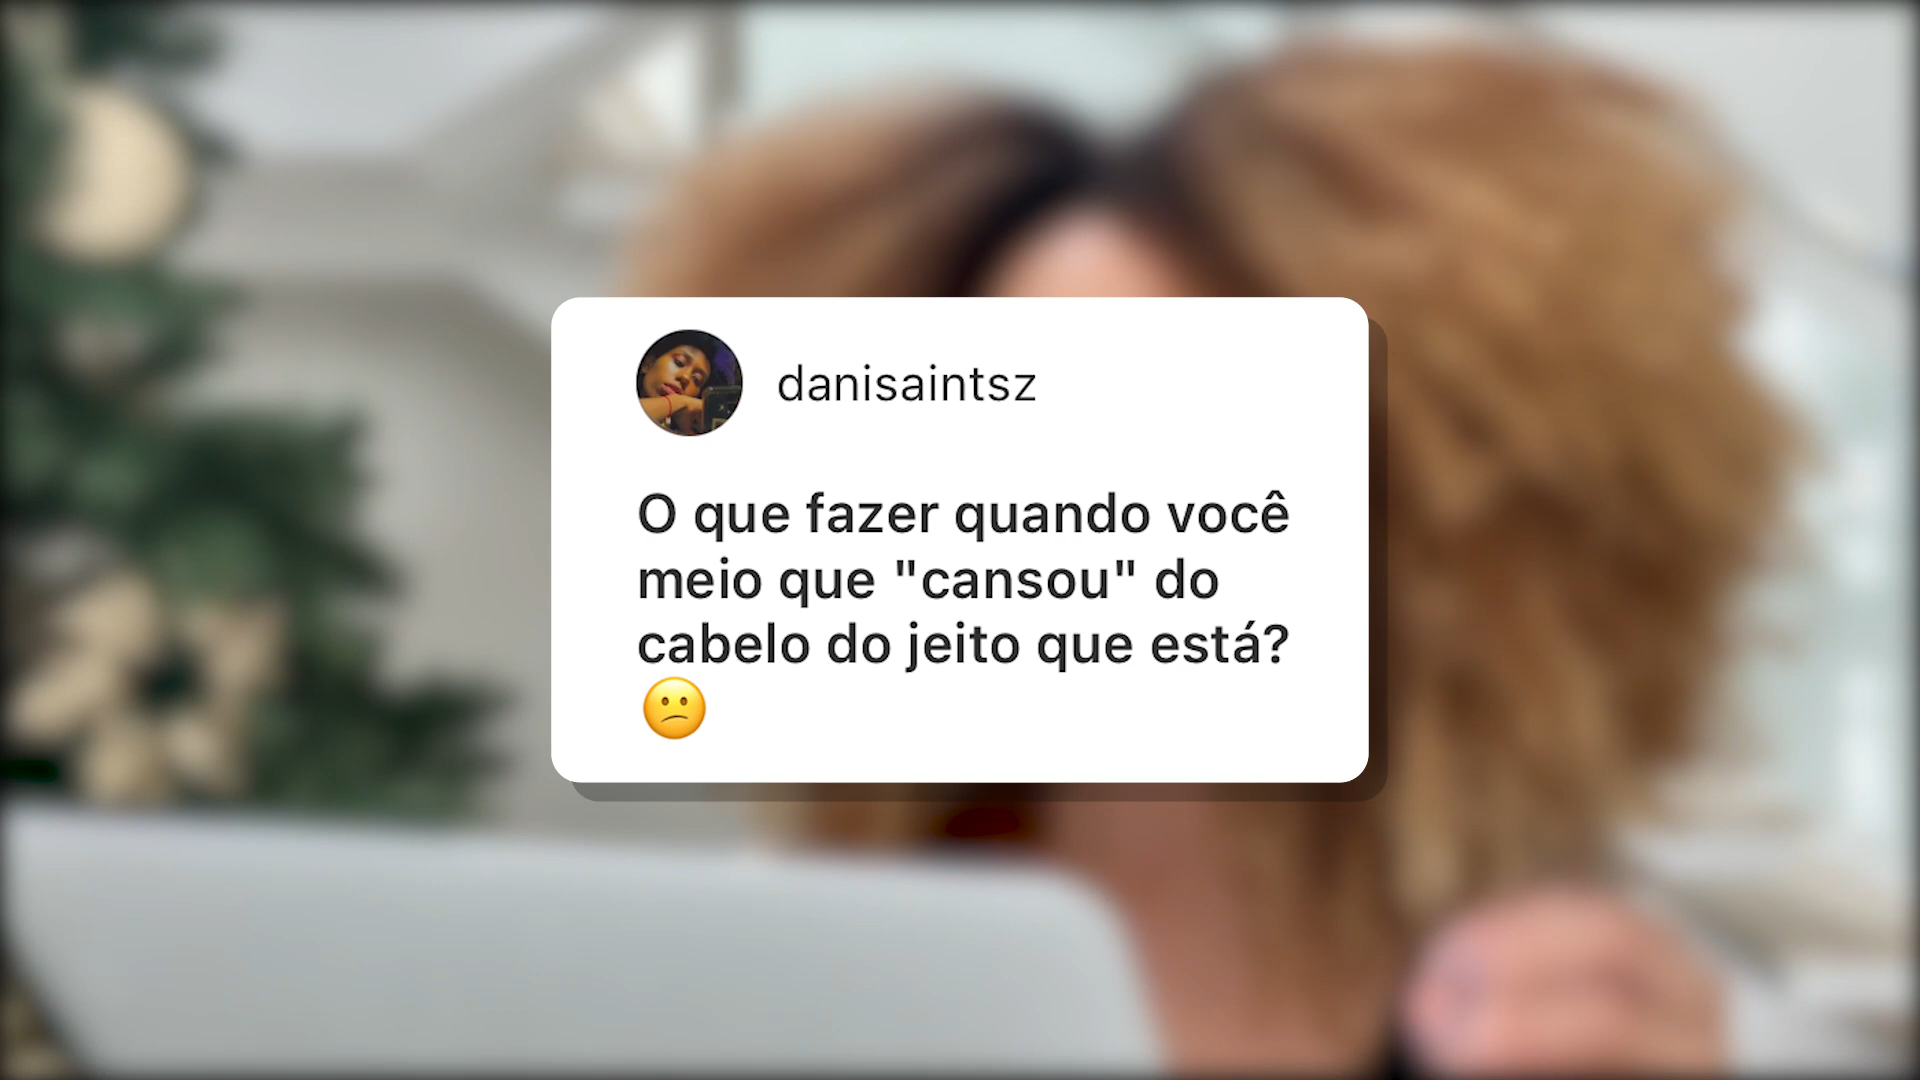 danisaintsz
O que fazer quando você
meio que "cansou" do
cabelo do jeito que está?
😕